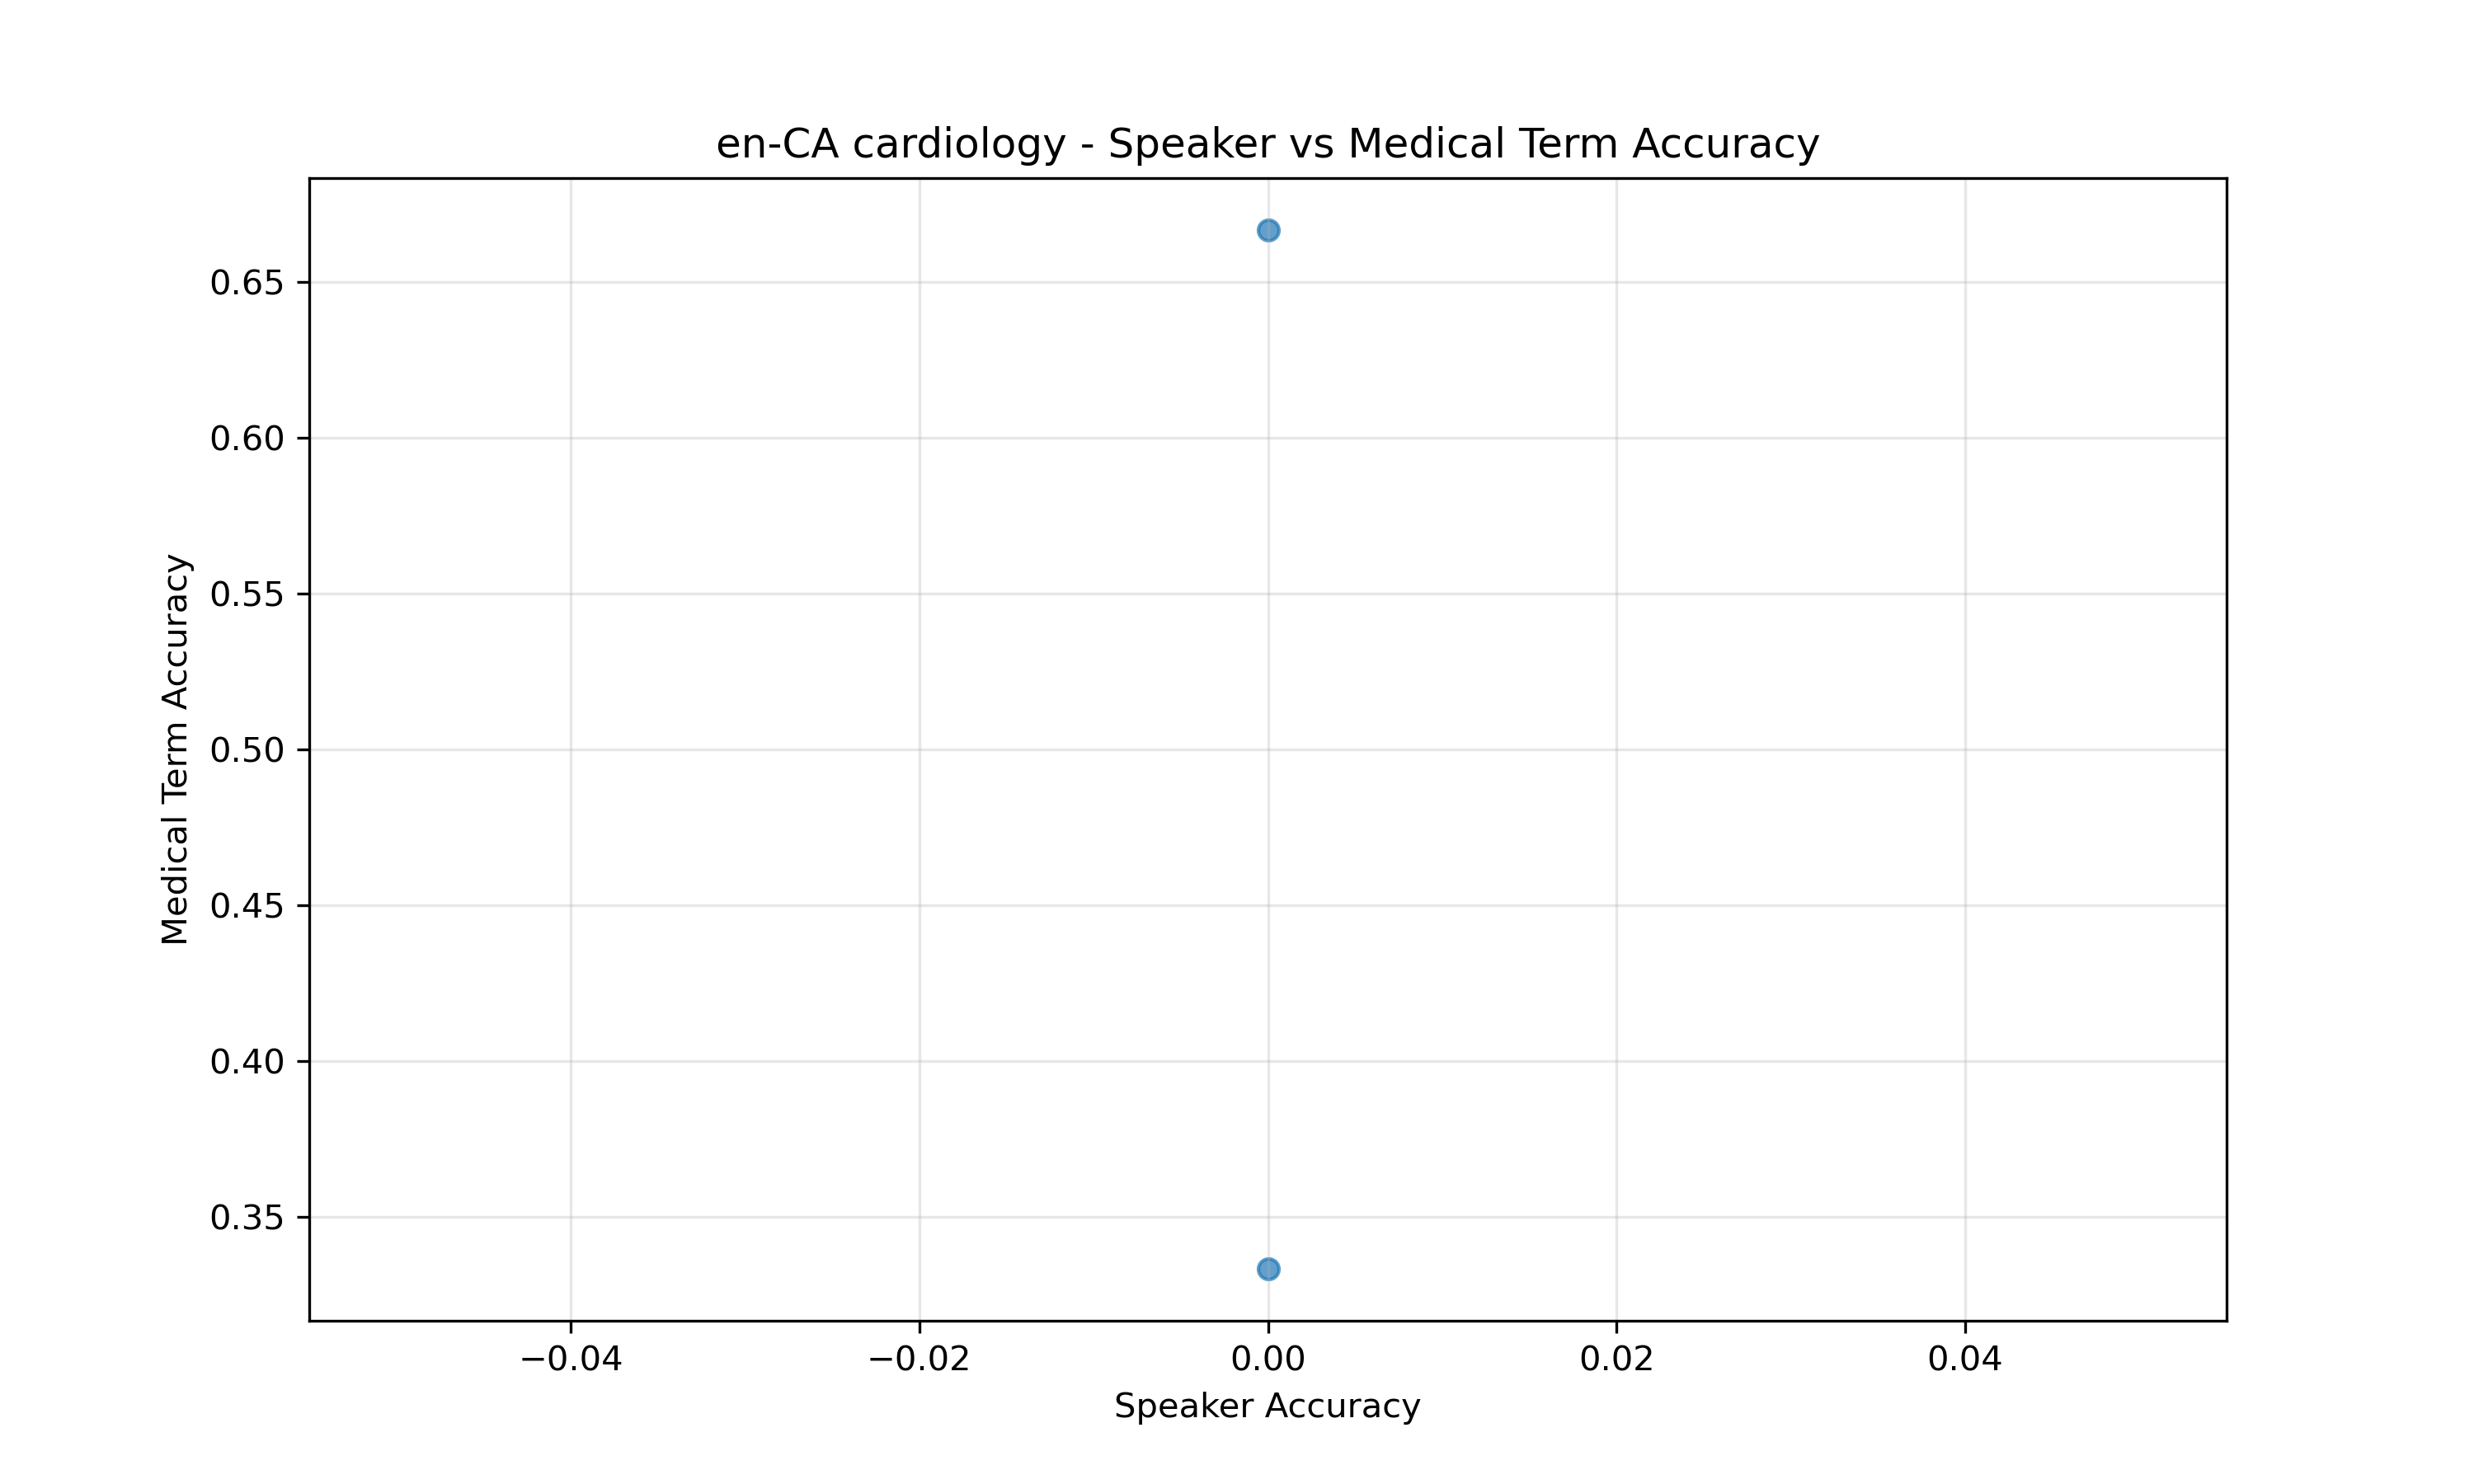 en-CA cardiology - Speaker vs Medical Term Accuracy
Medical Term Accuracy
0.65
0.60
0.55
0.50
0.45
0.40
0.35
−0.04 −0.02 0.00 0.02 0.04
Speaker Accuracy